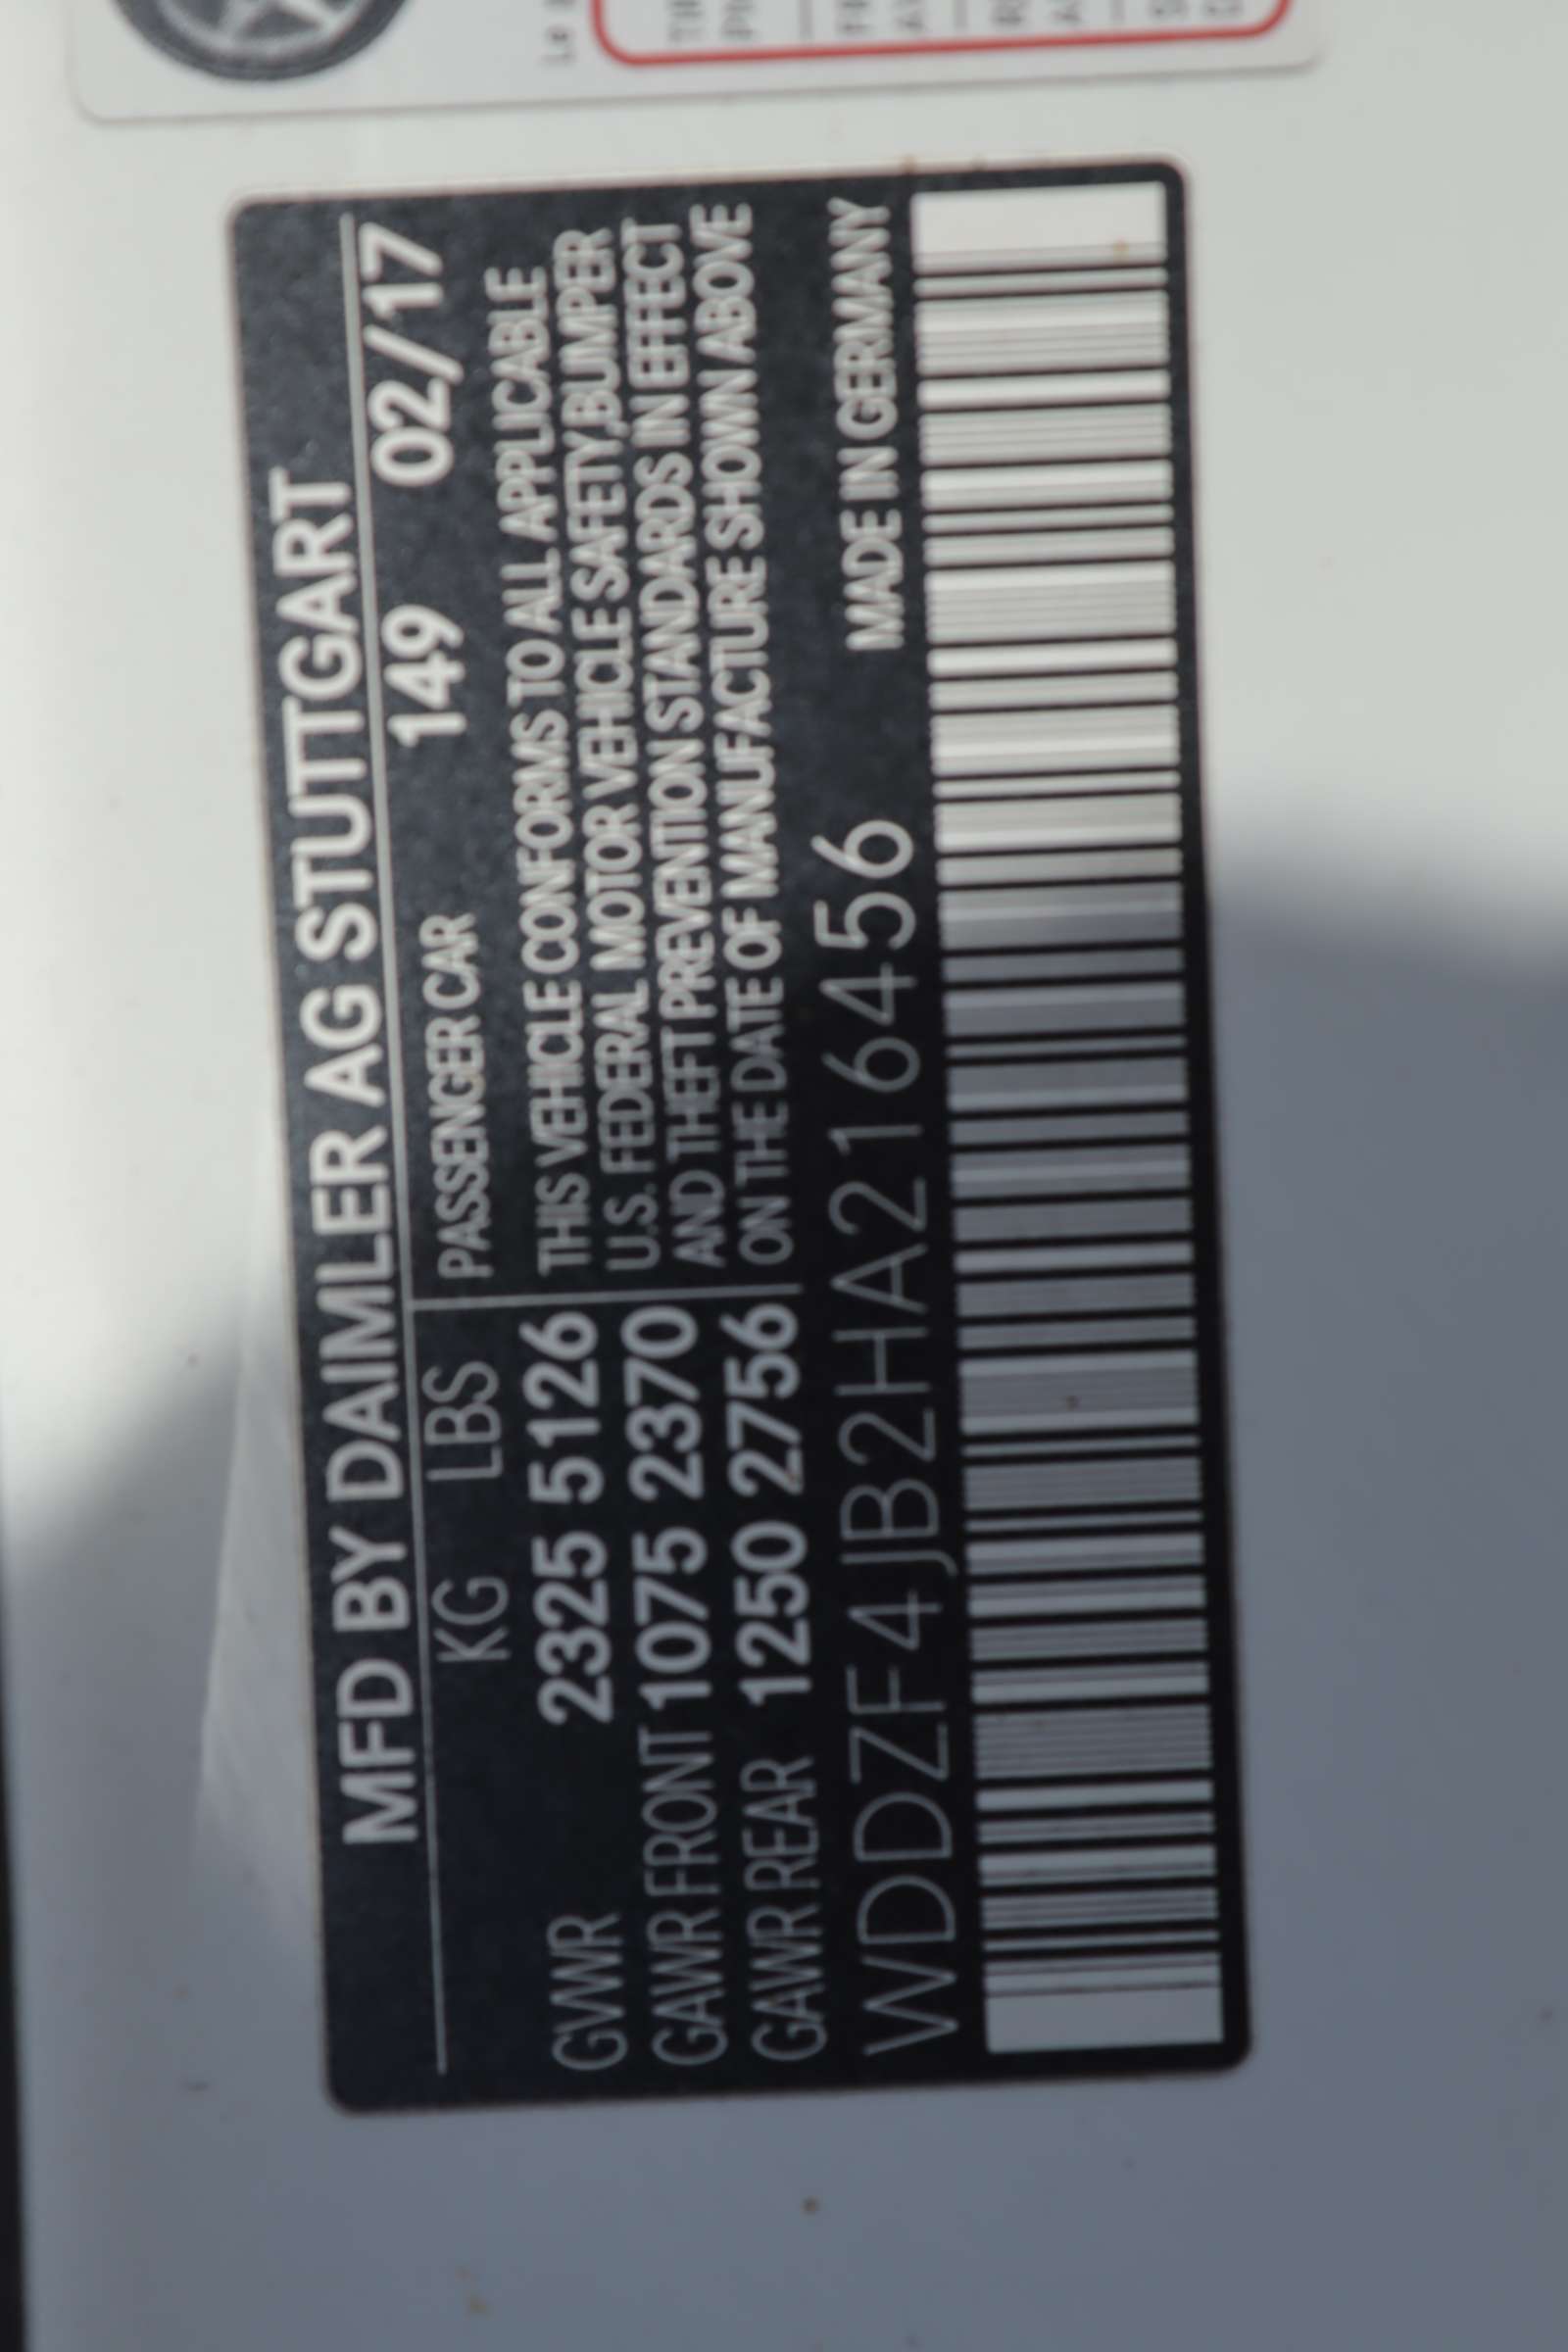 MFD BY DAIMLER AG STUTTGART
KG LBS PASSENGER CAR 149 02/17
GVWR 2325 5126
GAWR FRONT 1075 2370
GAWR REAR 1250 2756
THIS VEHICLE CONFORMS TO ALL APPLICABLE
U.S. FEDERAL MOTOR VEHICLE SAFETY,BUMPER
AND THEFT PREVENTION STANDARDS IN EFFECT
ON THE DATE OF MANUFACTURE SHOWN ABOVE
WDDZF4JB2HA216456 MADE IN GERMANY